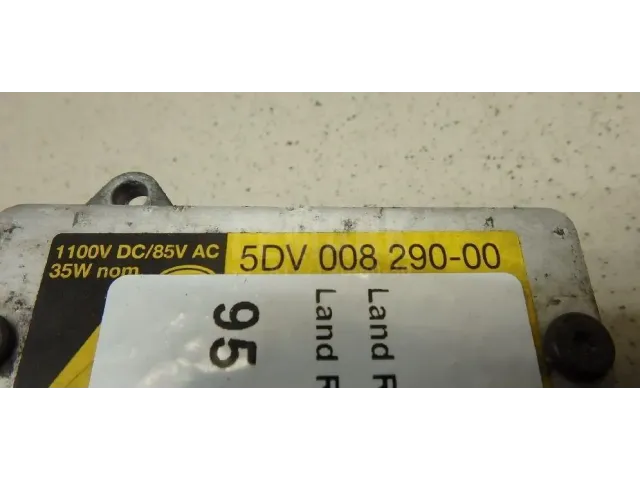 1100V DC/85V AC
35W nom
5DV 008 290-00
Land R
Land R
95